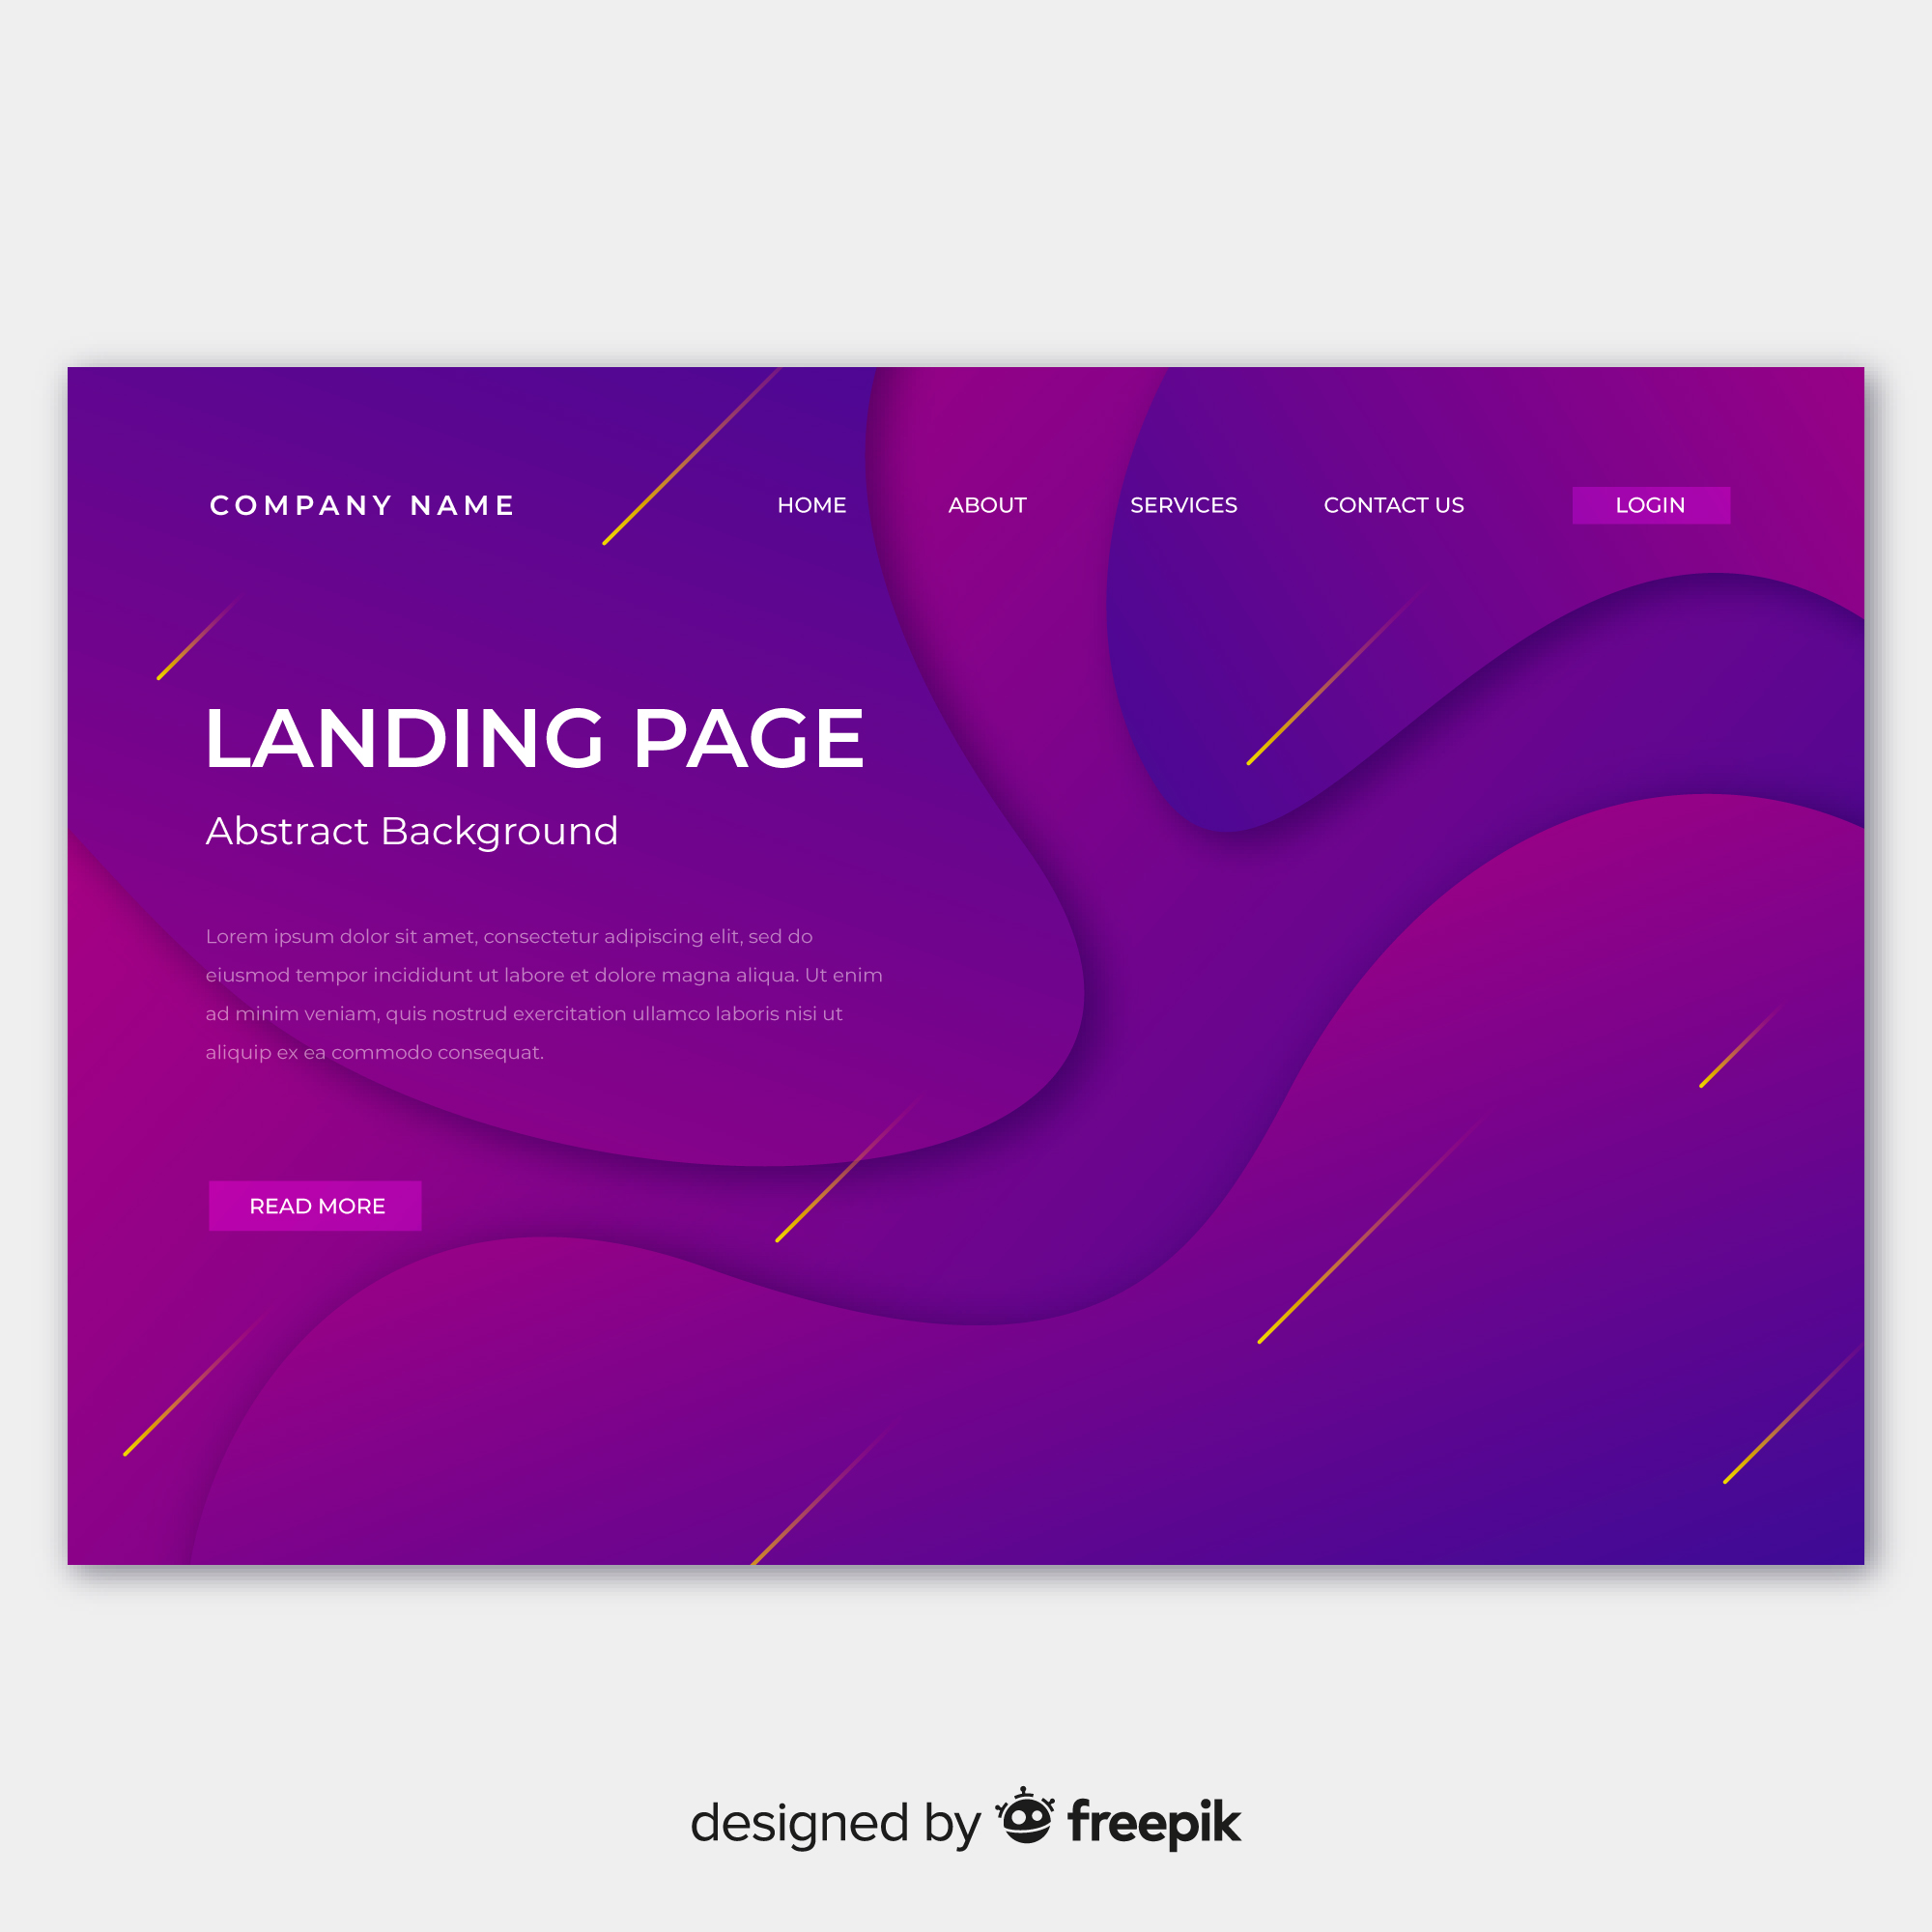 COMPANY NAME
HOME ABOUT SERVICES CONTACT US LOGIN
LANDING PAGE
Abstract Background
Lorem ipsum dolor sit amet, consectetur adipiscing elit, sed do
eiusmod tempor incididunt ut labore et dolore magna aliqua. Ut enim
ad minim veniam, quis nostrud exercitation ullamco laboris nisi ut
aliquip ex ea commodo consequat.
READ MORE
designed by freepik